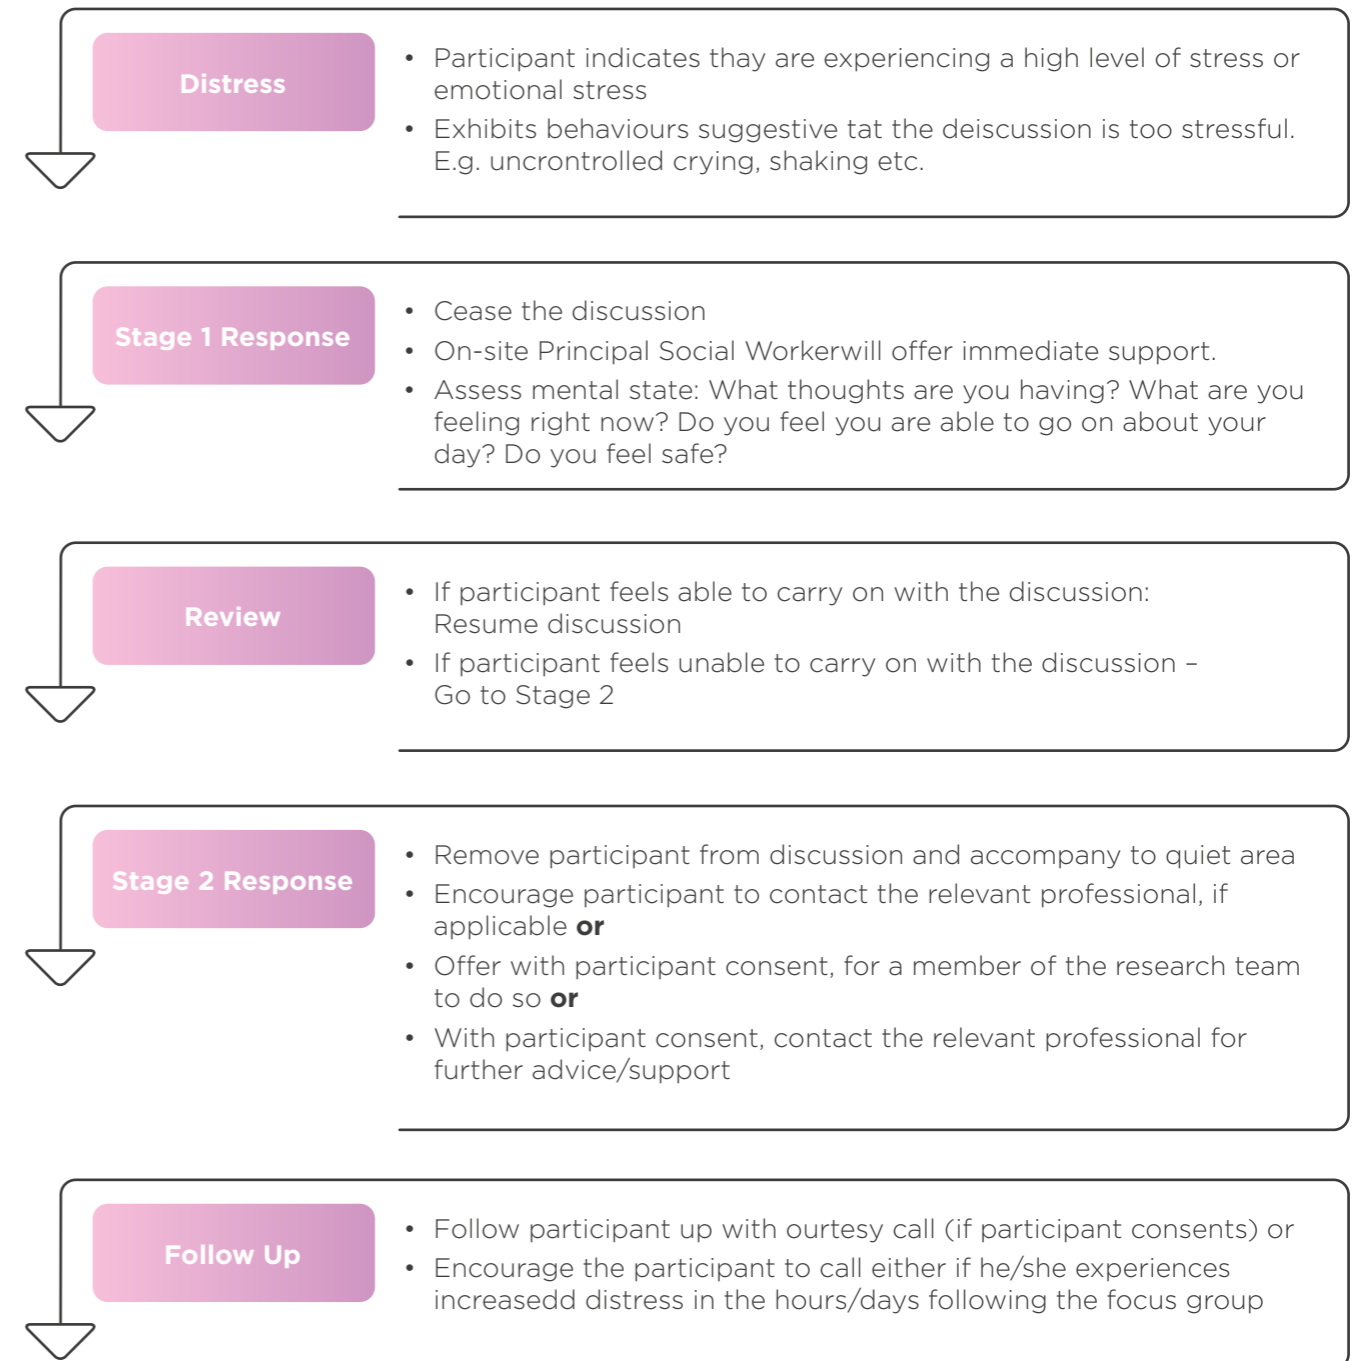 Distress
• Participant indicates thay are experiencing a high level of stress or
emotional stress
• Exhibits behaviours suggestive tat the deiscussion is too stressful.
E.g. uncrontrolled crying, shaking etc.
Stage 1 Response
• Cease the discussion
• On-site Principal Social Workerwill offer immediate support.
• Assess mental state: What thoughts are you having? What are you
feeling right now? Do you feel you are able to go on about your
day? Do you feel safe?
Review
• If participant feels able to carry on with the discussion:
Resume discussion
• If participant feels unable to carry on with the discussion –
Go to Stage 2
Stage 2 Response
• Remove participant from discussion and accompany to quiet area
• Encourage participant to contact the relevant professional, if
applicable or
• Offer with participant consent, for a member of the research team
to do so or
• With participant consent, contact the relevant professional for
further advice/support
Follow Up
• Follow participant up with ourtesy call (if participant consents) or
• Encourage the participant to call either if he/she experiences
increasedd distress in the hours/days following the focus group